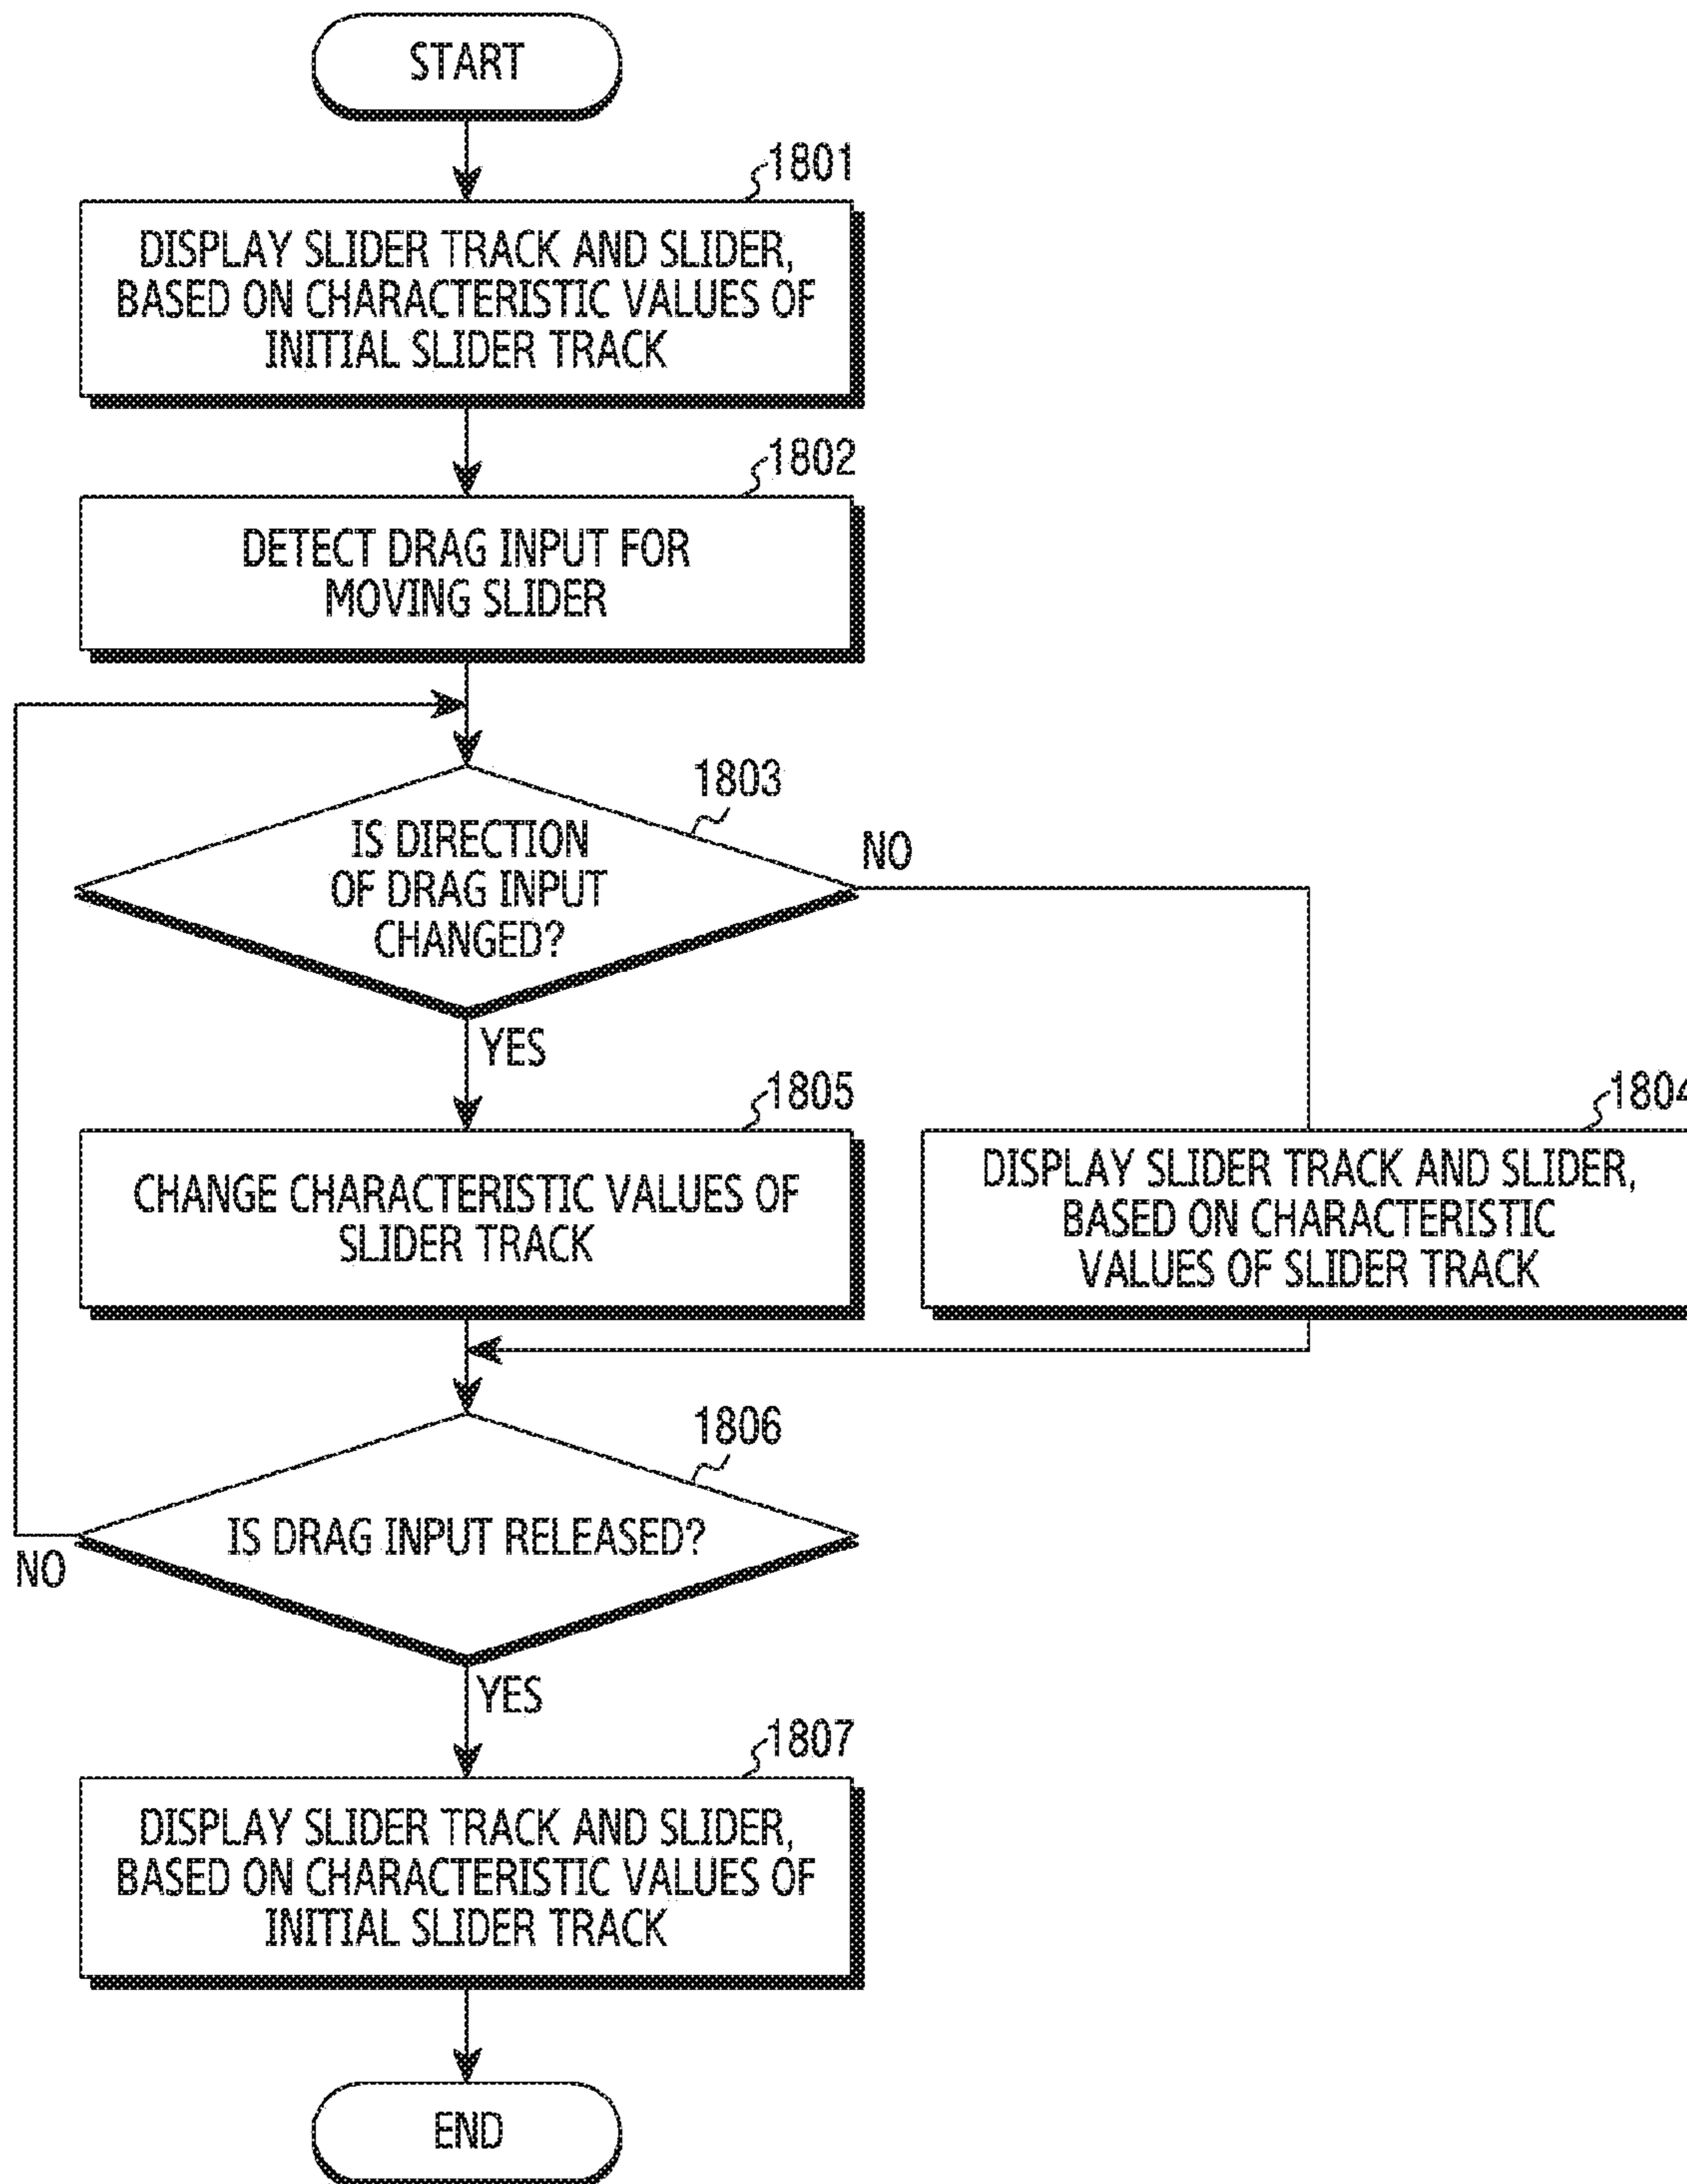 START
1801
DISPLAY SLIDER TRACK AND SLIDER,
BASED ON CHARACTERISTIC VALUES OF
INITIAL SLIDER TRACK
1802
DETECT DRAG INPUT FOR
MOVING SLIDER
1803
IS DIRECTION
OF DRAG INPUT
CHANGED?
NO
YES
1805
CHANGE CHARACTERISTIC VALUES OF
SLIDER TRACK
1804
DISPLAY SLIDER TRACK AND SLIDER,
BASED ON CHARACTERISTIC
VALUES OF SLIDER TRACK
1806
IS DRAG INPUT RELEASED?
NO
YES
1807
DISPLAY SLIDER TRACK AND SLIDER,
BASED ON CHARACTERISTIC VALUES OF
INITIAL SLIDER TRACK
END